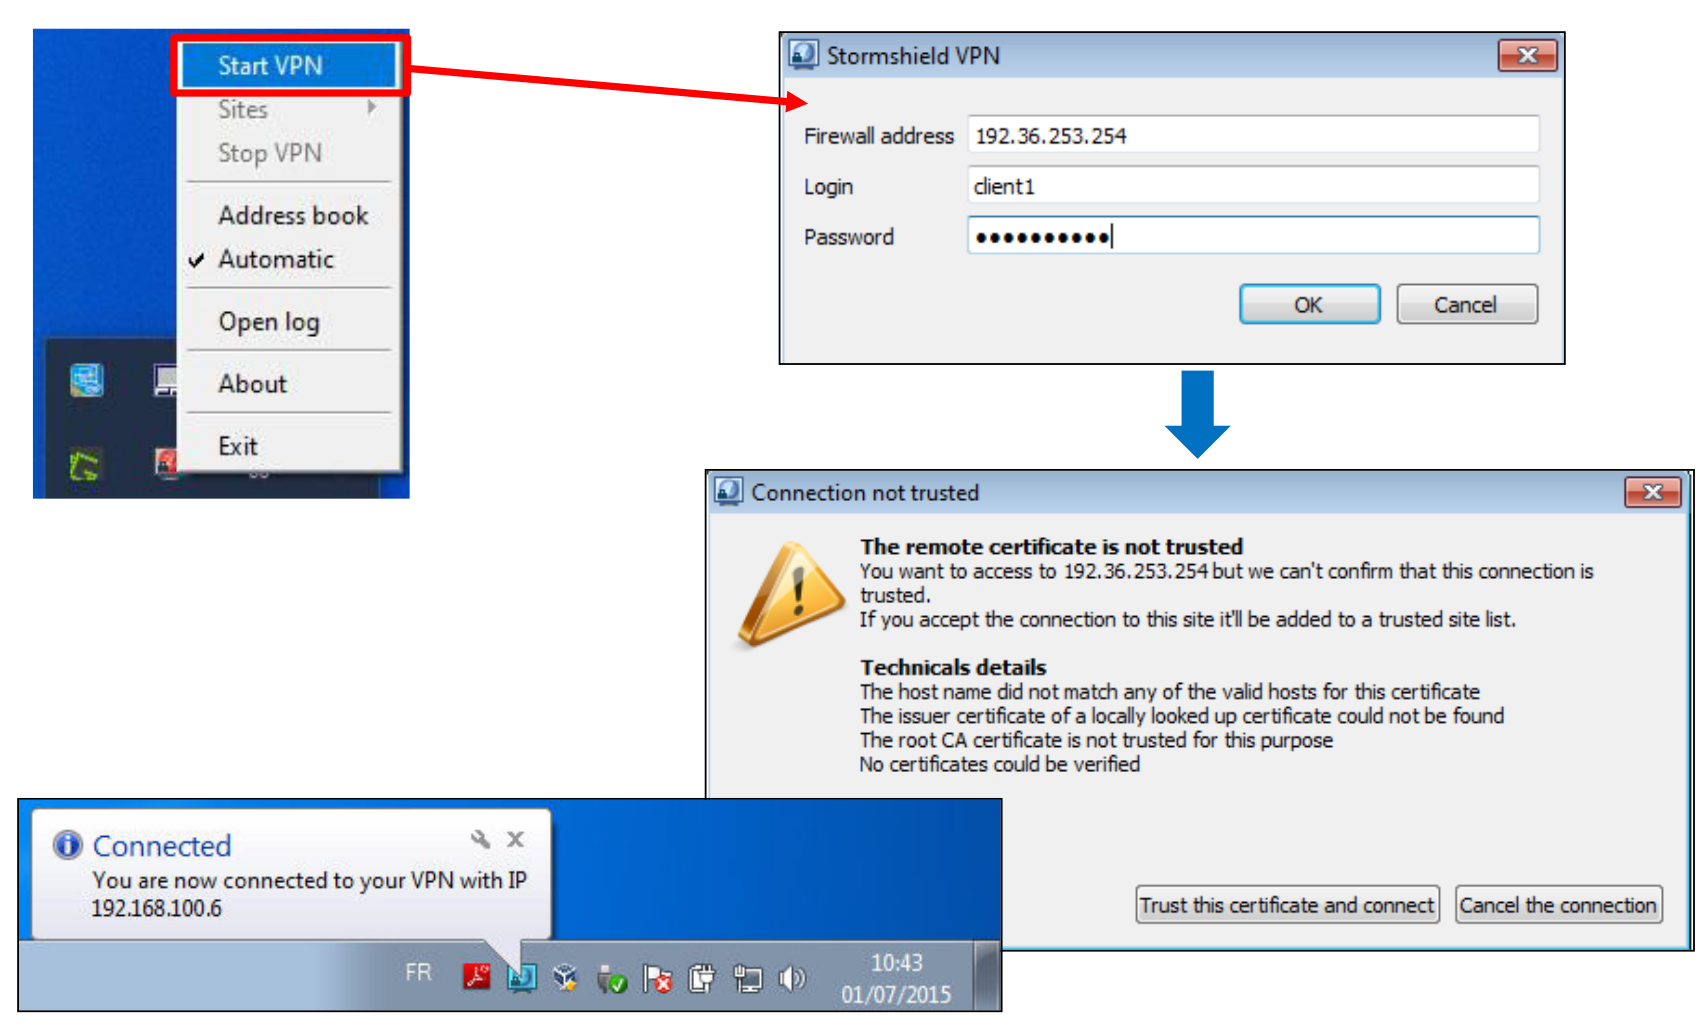 Start VPN
Sites
Stop VPN
Address book
Automatic
Open log
About
Exit
Stormshield VPN
Firewall address 192.36.253.254
Login client1
Password ●●●●●●●●●●
OK Cancel
Connection not trusted
The remote certificate is not trusted
You want to access to 192.36.253.254 but we can't confirm that this connection is
trusted.
If you accept the connection to this site it'll be added to a trusted site list.
Technicals details
The host name did not match any of the valid hosts for this certificate
The issuer certificate of a locally looked up certificate could not be found
The root CA certificate is not trusted for this purpose
No certificates could be verified
Trust this certificate and connect Cancel the connection
Connected
You are now connected to your VPN with IP
192.168.100.6
FR
10:43
01/07/2015